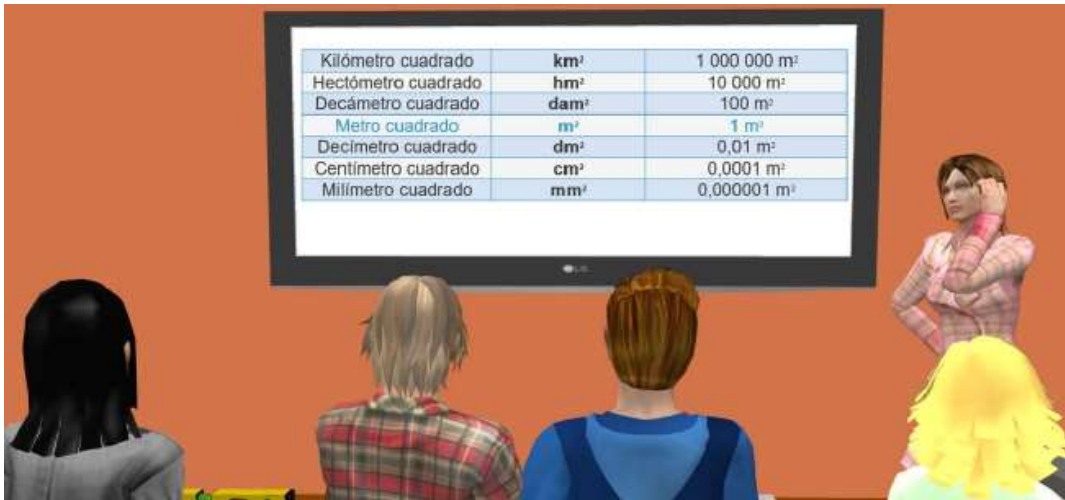 Kilómetro cuadrado km² 1 000 000 m²
Hectómetro cuadrado hm² 10 000 m²
Decámetro cuadrado dam² 100 m²
Metro cuadrado m² 1 m²
Decímetro cuadrado dm² 0,01 m²
Centímetro cuadrado cm² 0,0001 m²
Milímetro cuadrado mm² 0,000001 m²
LG